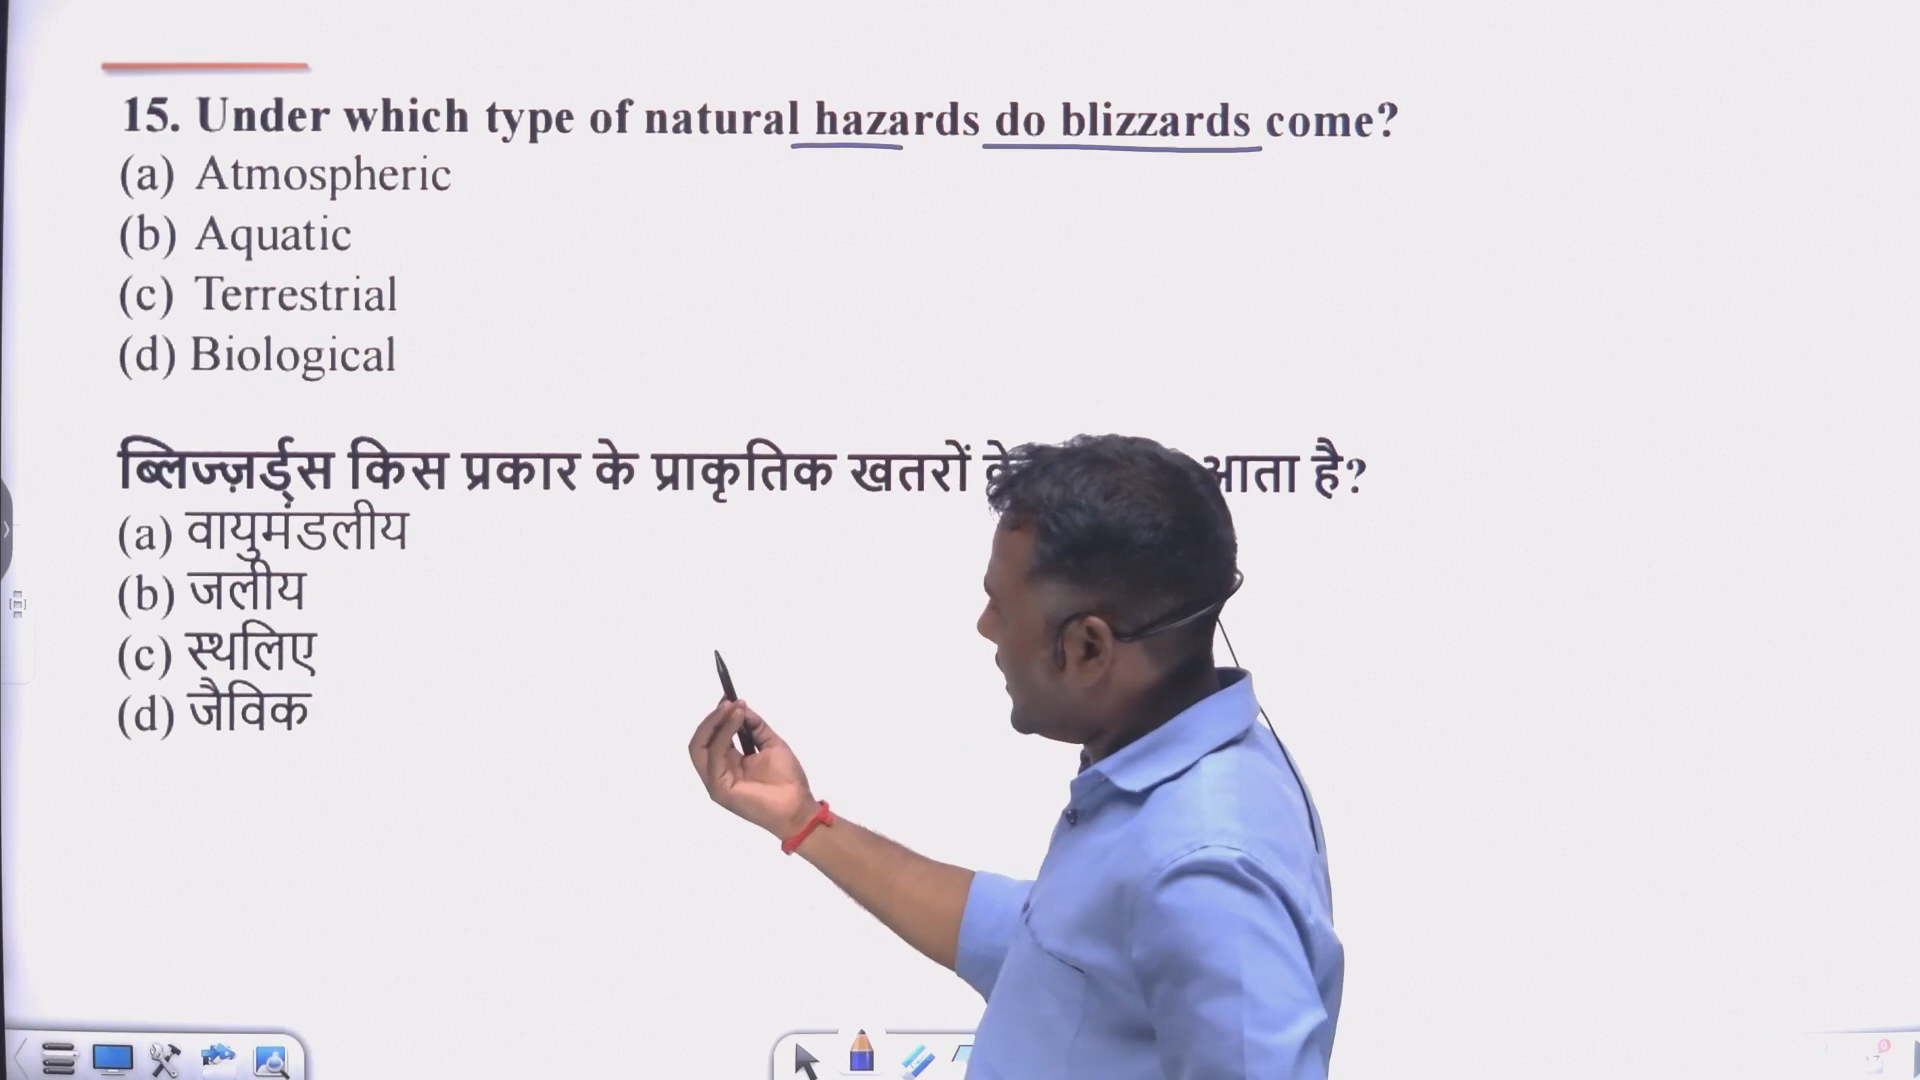 15. Under which type of natural hazards do blizzards come?
(a) Atmospheric
(b) Aquatic
(c) Terrestrial
(d) Biological
ब्लिज्ज़र्ड्स किस प्रकार के प्राकृतिक खतरों आता है?
(a) वायुमंडलीय
(b) जलीय
(c) स्थलिए
(d) जैविक